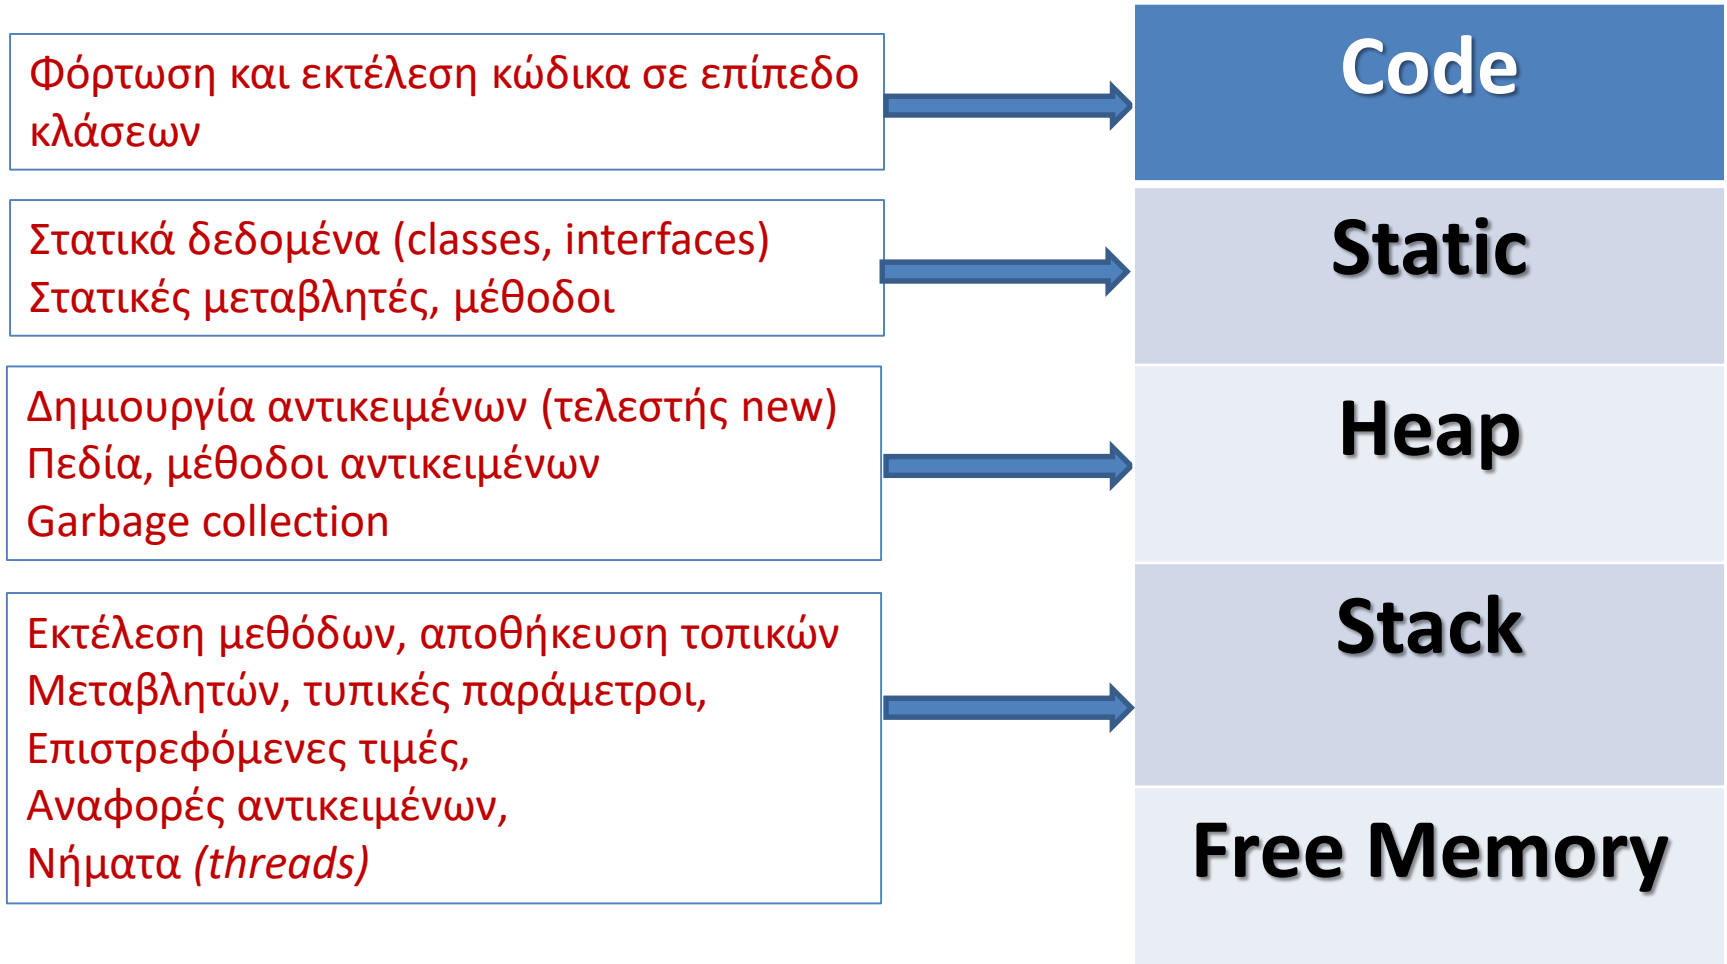 Φόρτωση και εκτέλεση κώδικα σε επίπεδο
κλάσεων
Code
Στατικά δεδομένα (classes, interfaces)
Στατικές μεταβλητές, μέθοδοι
Static
Δημιουργία αντικειμένων (τελεστής new)
Πεδία, μέθοδοι αντικειμένων
Garbage collection
Heap
Εκτέλεση μεθόδων, αποθήκευση τοπικών
Μεταβλητών, τυπικές παράμετροι,
Επιστρεφόμενες τιμές,
Αναφορές αντικειμένων,
Νήματα (threads)
Stack
Free Memory